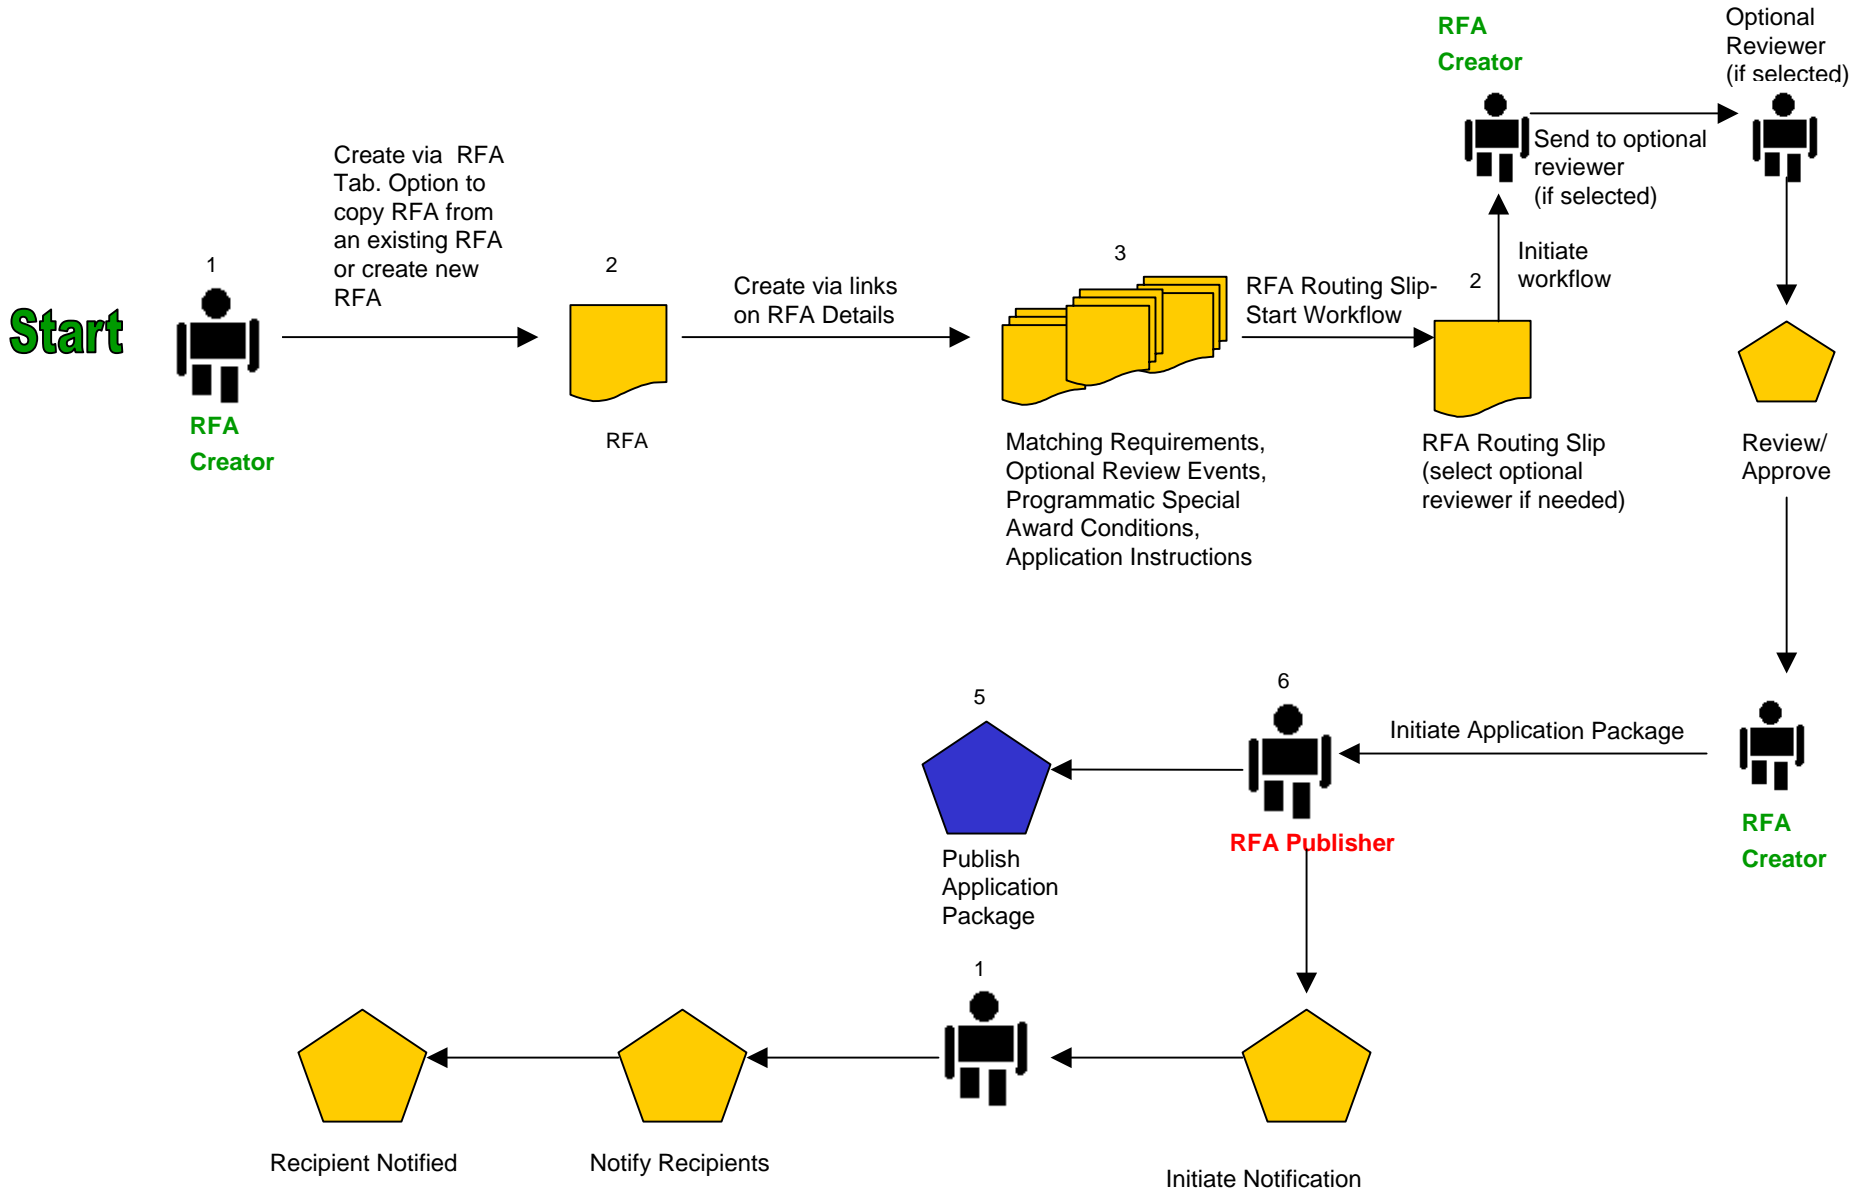 Start
1
RFA
Creator
Create via  RFA
Tab. Option to
copy RFA from
an existing RFA
or create new
RFA
2
RFA
Create via links
on RFA Details
3
Matching Requirements,
Optional Review Events,
Programmatic Special
Award Conditions,
Application Instructions
RFA Routing Slip-
Start Workflow
2
RFA Routing Slip
(select optional
reviewer if needed)
Initiate
workflow
RFA
Creator
Send to optional
reviewer
(if selected)
Optional
Reviewer
(if selected)
Review/
Approve
RFA
Creator
Initiate Application Package
6
RFA Publisher
5
Publish
Application
Package
Initiate Notification
1
Notify Recipients
Recipient Notified